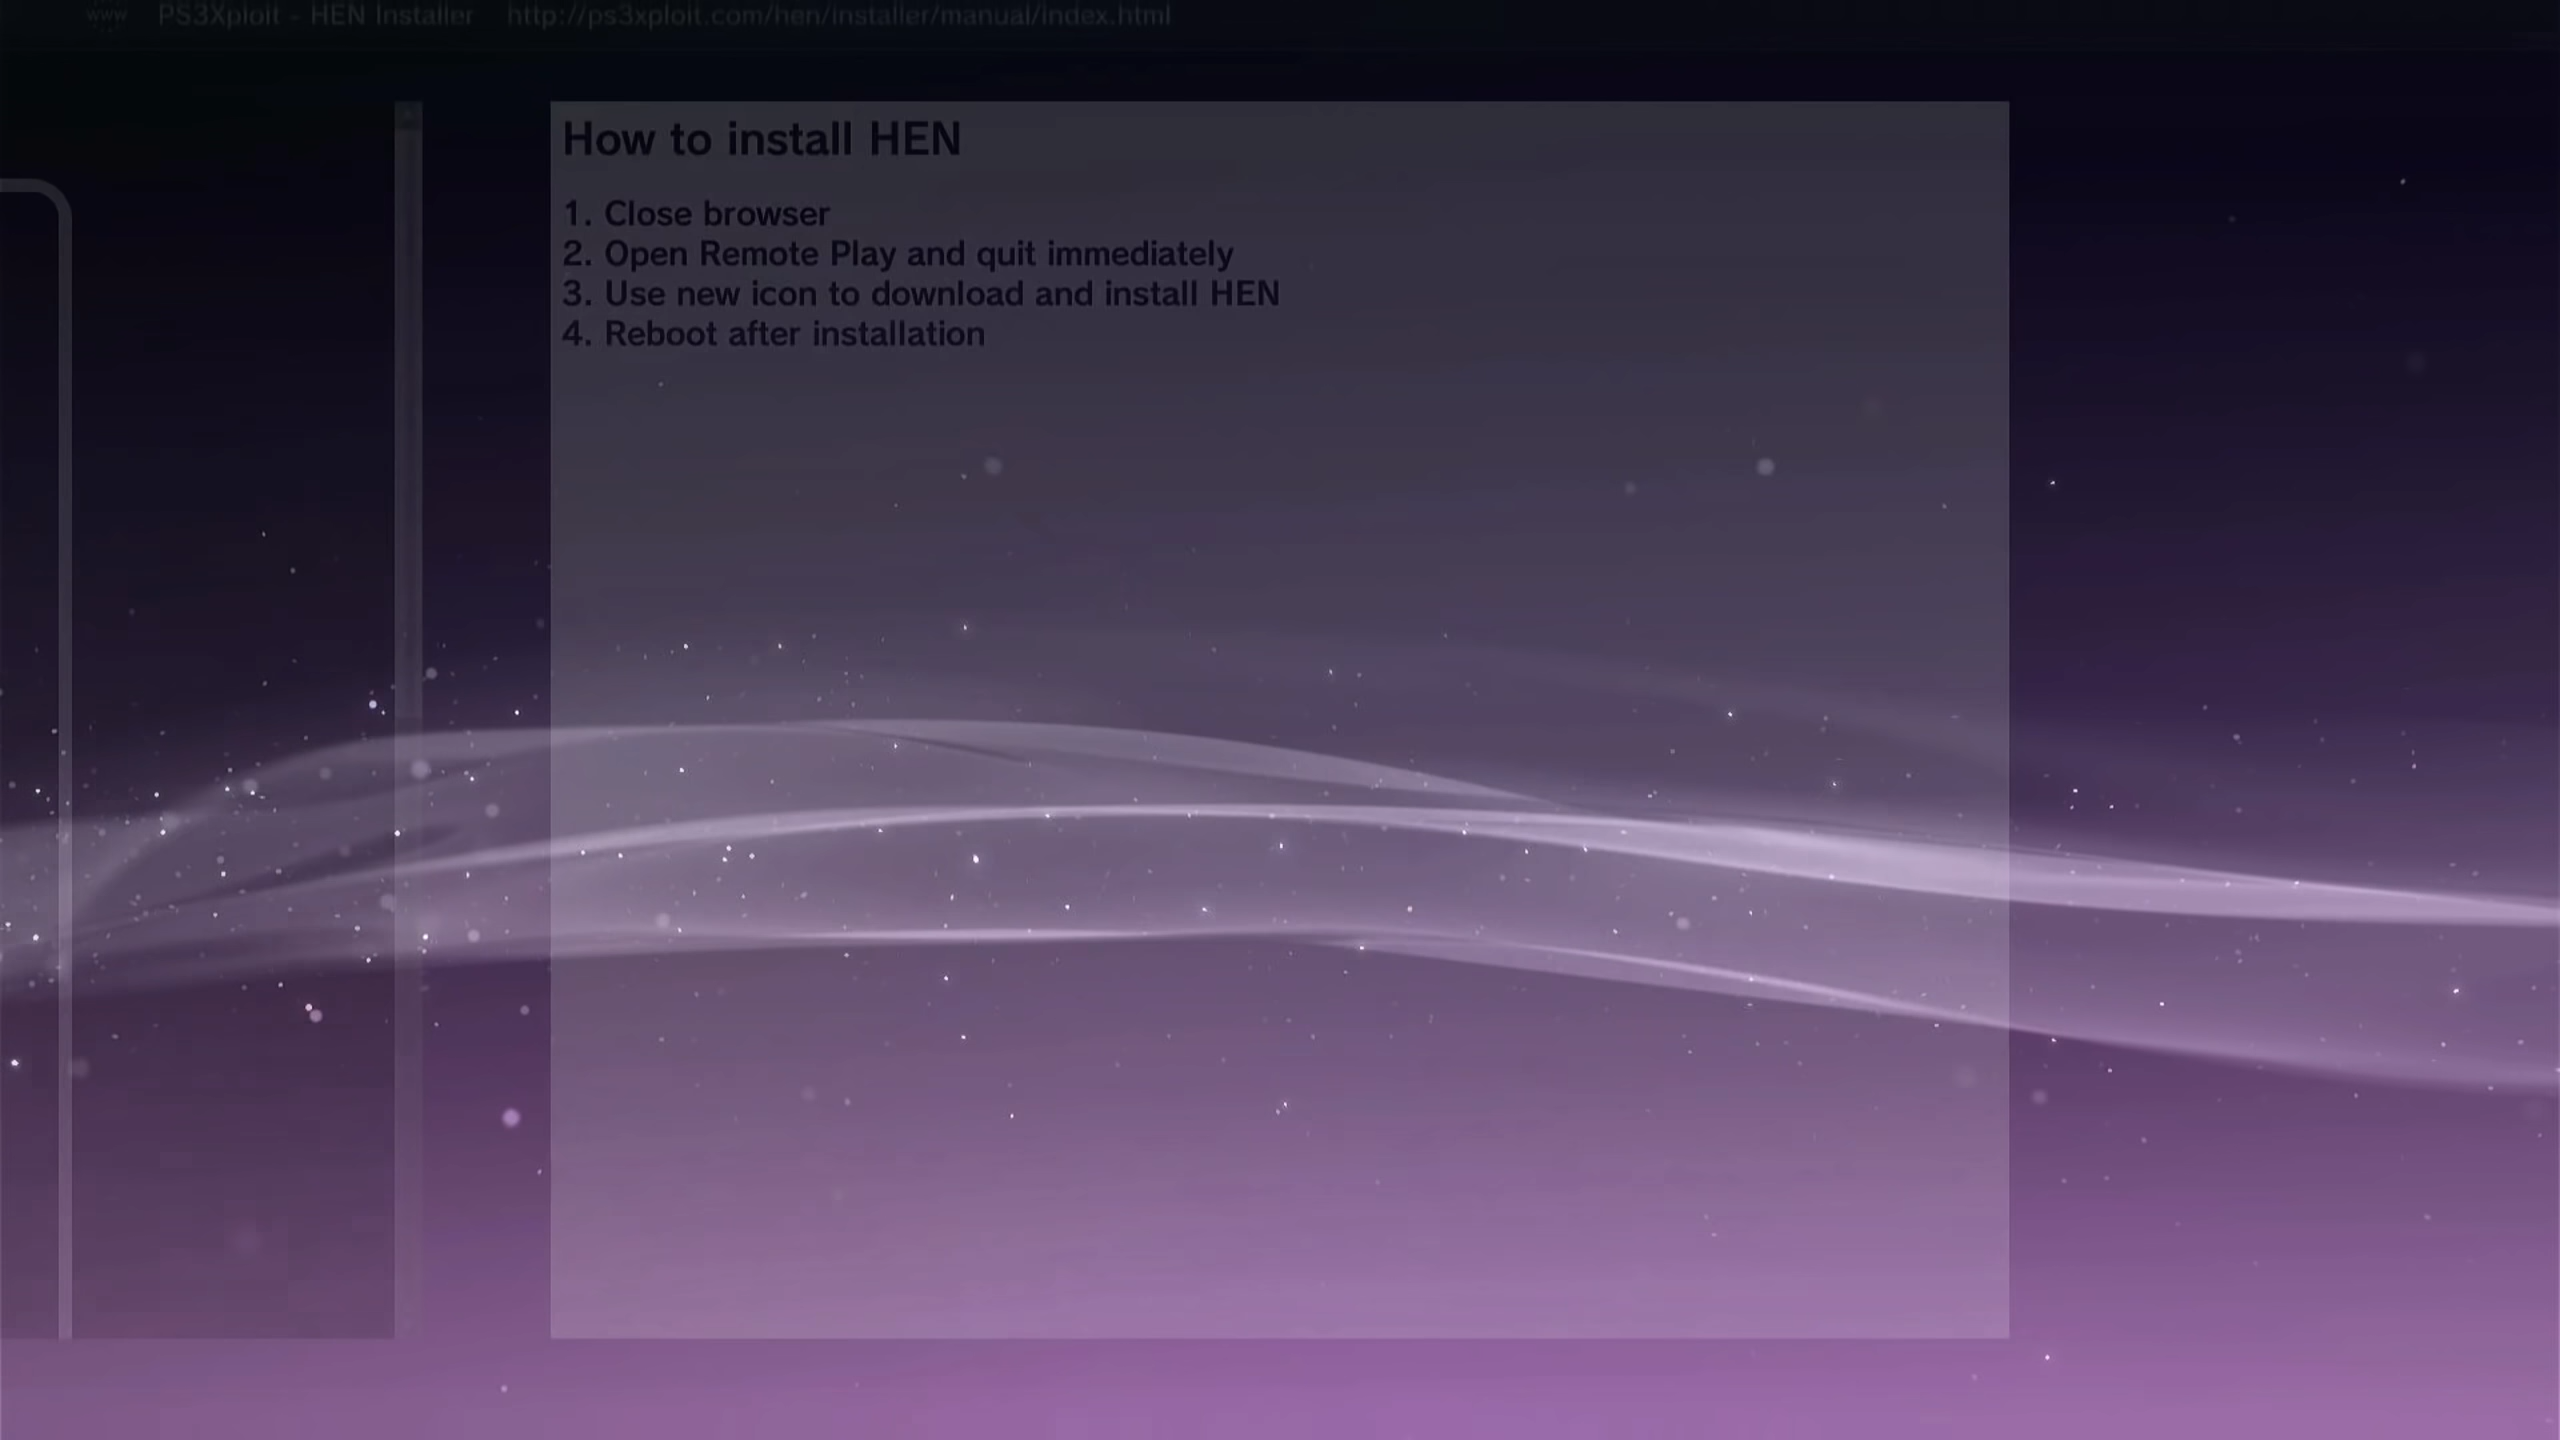 www PS3Xploit - HEN Installer http://ps3xploit.com/hen/installer/manual/index.html
How to install HEN
1. Close browser
2. Open Remote Play and quit immediately
3. Use new icon to download and install HEN
4. Reboot after installation